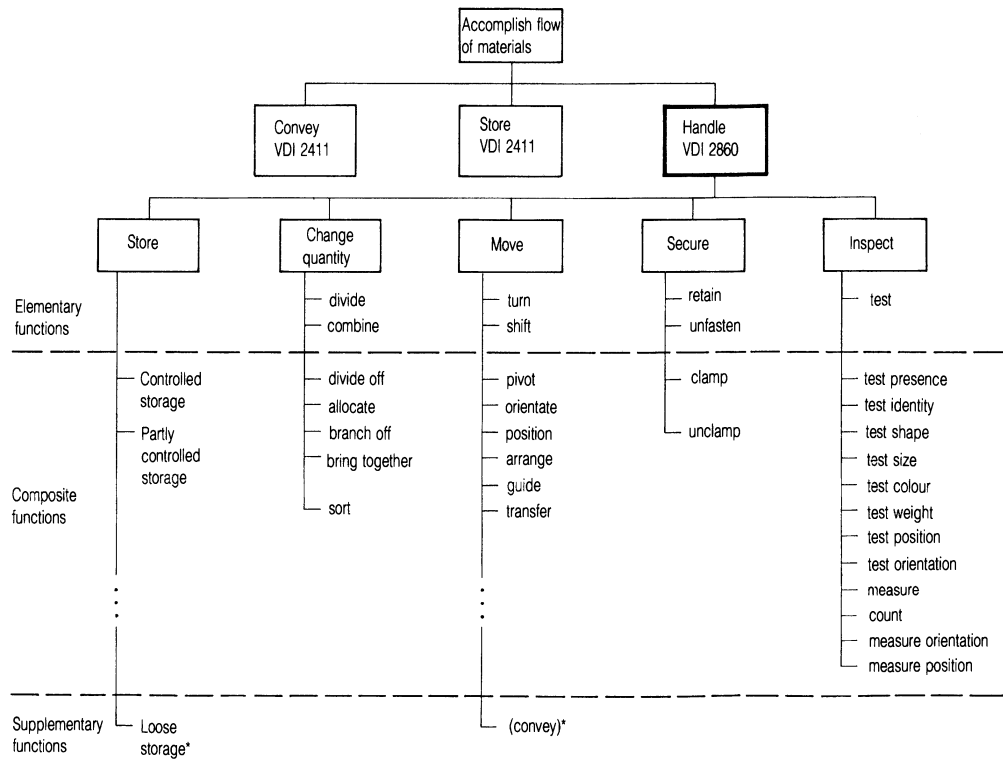 Accomplish flow
of materials
Convey
VDI 2411
Store
VDI 2411
Handle
VDI 2860
Store
Change
quantity
Move
Secure
Inspect
Elementary
functions
divide
combine
turn
shift
retain
unfasten
test
Composite
functions
Controlled
storage
Partly
controlled
storage
divide off
allocate
branch off
bring together
sort
pivot
orientate
position
arrange
guide
transfer
clamp
unclamp
test presence
test identity
test shape
test size
test colour
test weight
test position
test orientation
measure
count
measure orientation
measure position
Supplementary
functions
Loose
storage*
(convey)*